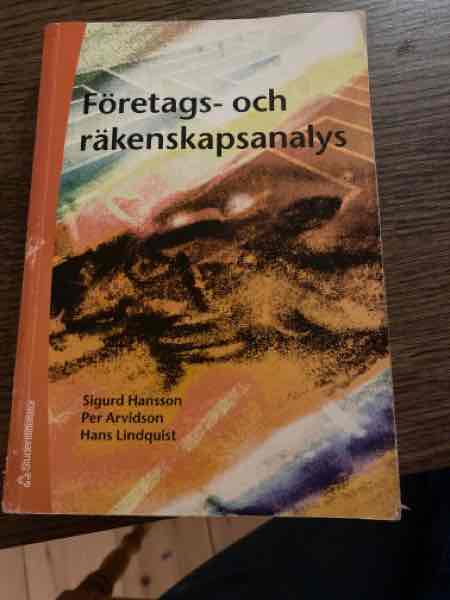 Företags- och
räkenskapsanalys
Sigurd Hansson
Per Arvidson
Hans Lindquist
Studentlitteratur